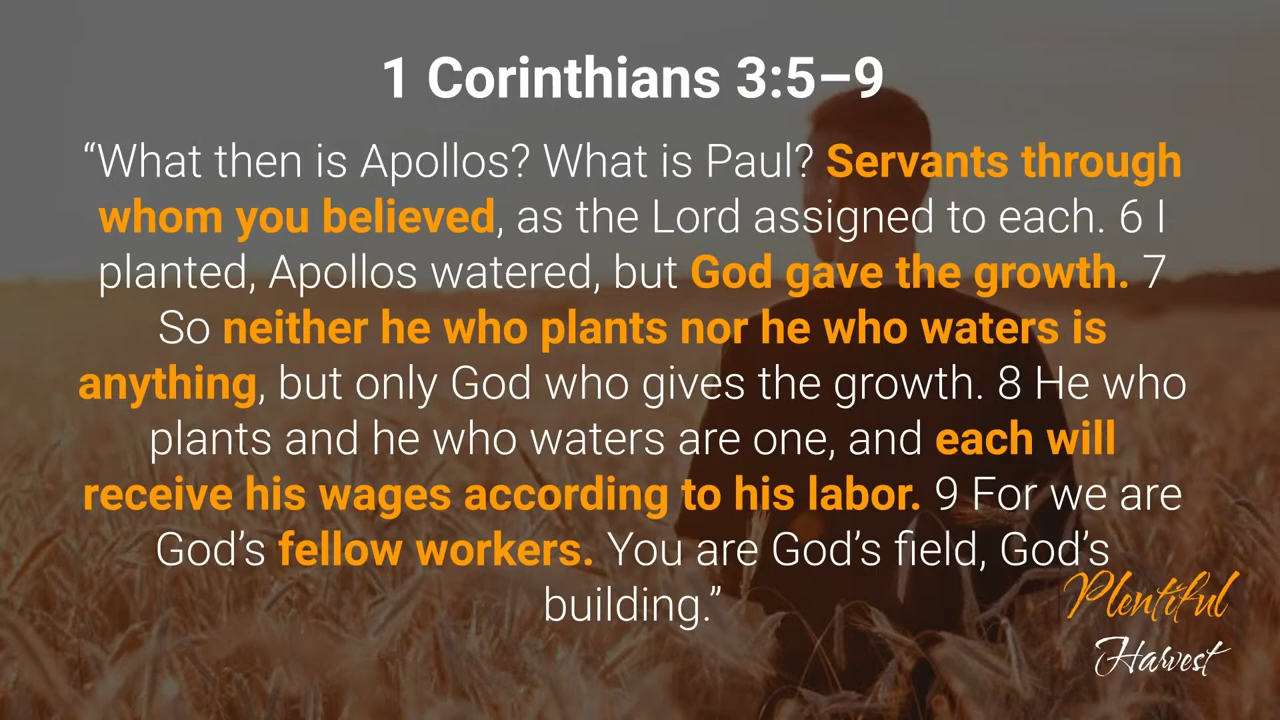 1 Corinthians 3:5–9
“What then is Apollos? What is Paul? Servants through
whom you believed, as the Lord assigned to each. 6 I
planted, Apollos watered, but God gave the growth. 7
So neither he who plants nor he who waters is
anything, but only God who gives the growth. 8 He who
plants and he who waters are one, and each will
receive his wages according to his labor. 9 For we are
God’s fellow workers. You are God’s field, God’s
building.”
Plentiful
Harvest